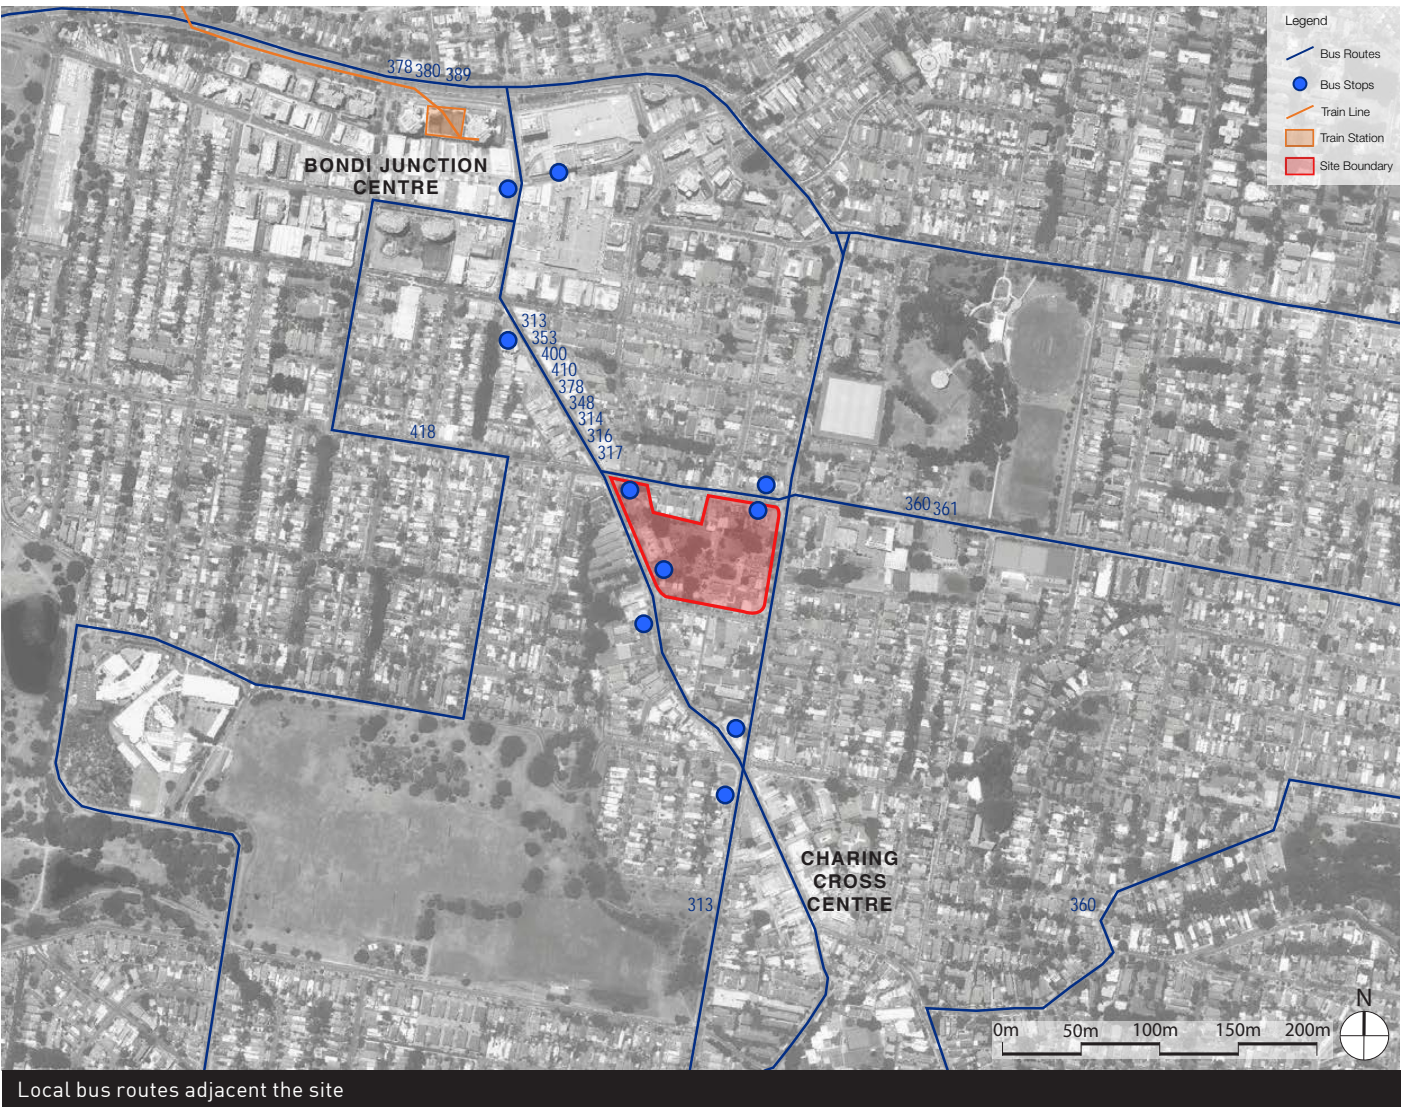 Legend
Bus Routes
Bus Stops
Train Line
Train Station
Site Boundary
378 380 389
BONDI JUNCTION
CENTRE
313
353
400
410
378
348
314
316
317
418
360 361
CHARING
CROSS
CENTRE
313
360
N
0m 50m 100m 150m 200m
Local bus routes adjacent the site